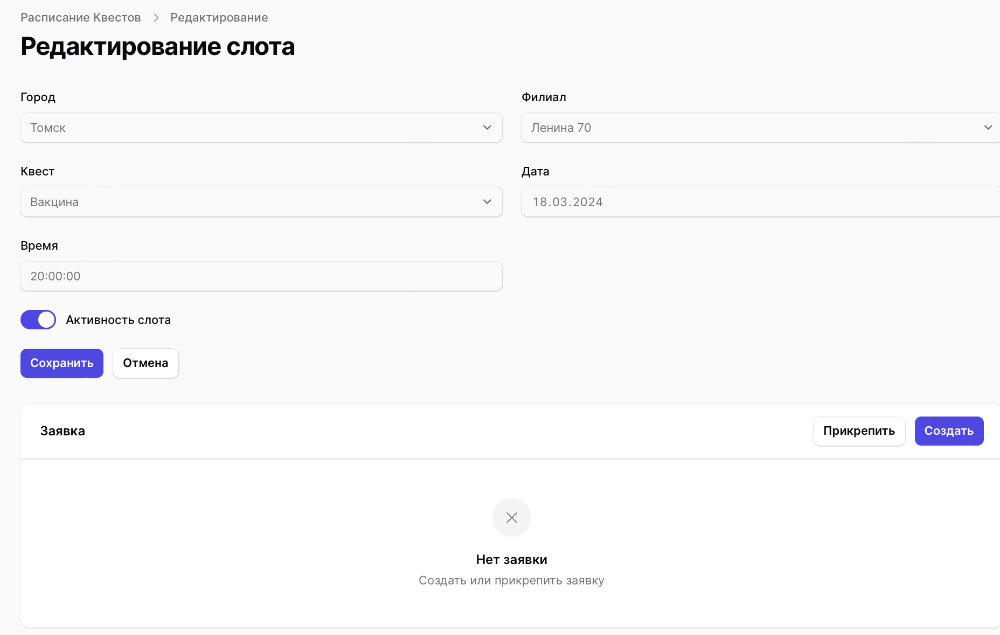 Расписание Квестов
Редактирование
Редактирование слота
Город
Филиал
Томск
Ленина 70
Квест
Дата
Вакцина
18.03.2024
Время
20:00:00
Активность слота
Сохранить
Отмена
Заявка
Прикрепить
Создать
Нет заявки
Создать или прикрепить заявку